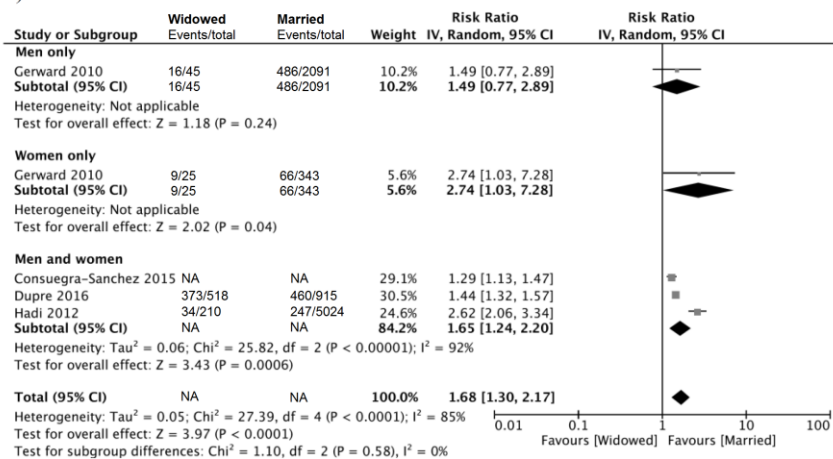 Widowed Married Risk Ratio Risk Ratio
Study or Subgroup Events/total Events/total Weight IV, Random, 95% CI IV, Random, 95% CI
Men only
Gerward 2010 16/45 486/2091 10.2% 1.49 [0.77, 2.89]
Subtotal (95% CI) 16/45 486/2091 10.2% 1.49 [0.77, 2.89]
Heterogeneity: Not applicable
Test for overall effect: Z = 1.18 (P = 0.24)
Women only
Gerward 2010 9/25 66/343 5.6% 2.74 [1.03, 7.28]
Subtotal (95% CI) 9/25 66/343 5.6% 2.74 [1.03, 7.28]
Heterogeneity: Not applicable
Test for overall effect: Z = 2.02 (P = 0.04)
Men and women
Consuegra-Sanchez 2015 NA NA 29.1% 1.29 [1.13, 1.47]
Dupre 2016 373/518 460/915 30.5% 1.44 [1.32, 1.57]
Hadi 2012 34/210 247/5024 24.6% 2.62 [2.06, 3.34]
Subtotal (95% CI) NA NA 84.2% 1.65 [1.24, 2.20]
Heterogeneity: Tau² = 0.06; Chi² = 25.82, df = 2 (P < 0.00001); I² = 92%
Test for overall effect: Z = 3.43 (P = 0.0006)
Total (95% CI) NA NA 100.0% 1.68 [1.30, 2.17]
Heterogeneity: Tau² = 0.05; Chi² = 27.39, df = 4 (P < 0.0001); I² = 85%
Test for overall effect: Z = 3.97 (P < 0.0001)
Test for subgroup differences: Chi² = 1.10, df = 2 (P = 0.58), I² = 0%
0.01 0.1 1 10 100
Favours [Widowed] Favours [Married]